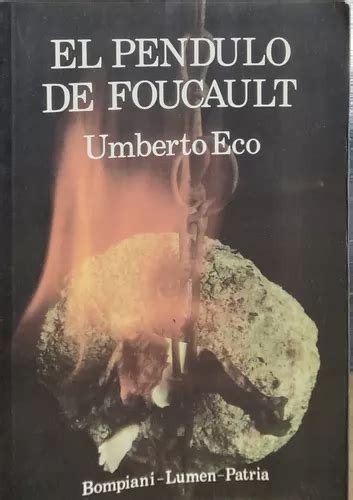 EL PENDULO
DE FOUCAULT
Umberto Eco
Bompiani-Lumen-Patria